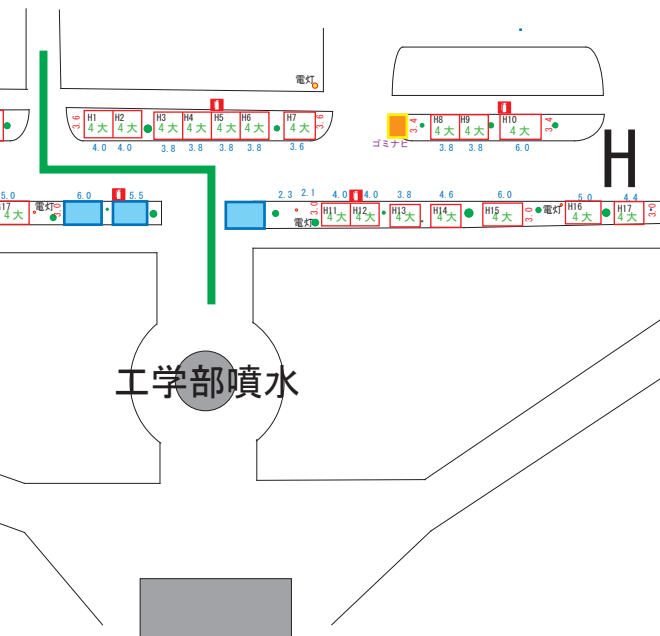 電灯
3.6 H1 H2 H3 H4 H5 H6 H7 3.6
4大 4大 4大 4大 4大 4大 4大
4.0 4.0 3.8 3.8 3.8 3.8 3.6
3.4 H8 H9 H10 3.4
4大 4大 4大
ゴミナビ 3.8 3.8 6.0
H
5.0 6.0 5.5
H17 電灯 3.0
4大
2.3 2.1 4.0 4.0 3.8 4.6 6.0 5.0 4.4
電灯 3.0 H11 H12 H13 H14 H15 3.0 電灯 H16 H17 3.0
4大 4大 4大 4大 4大 4大 4大
工学部噴水